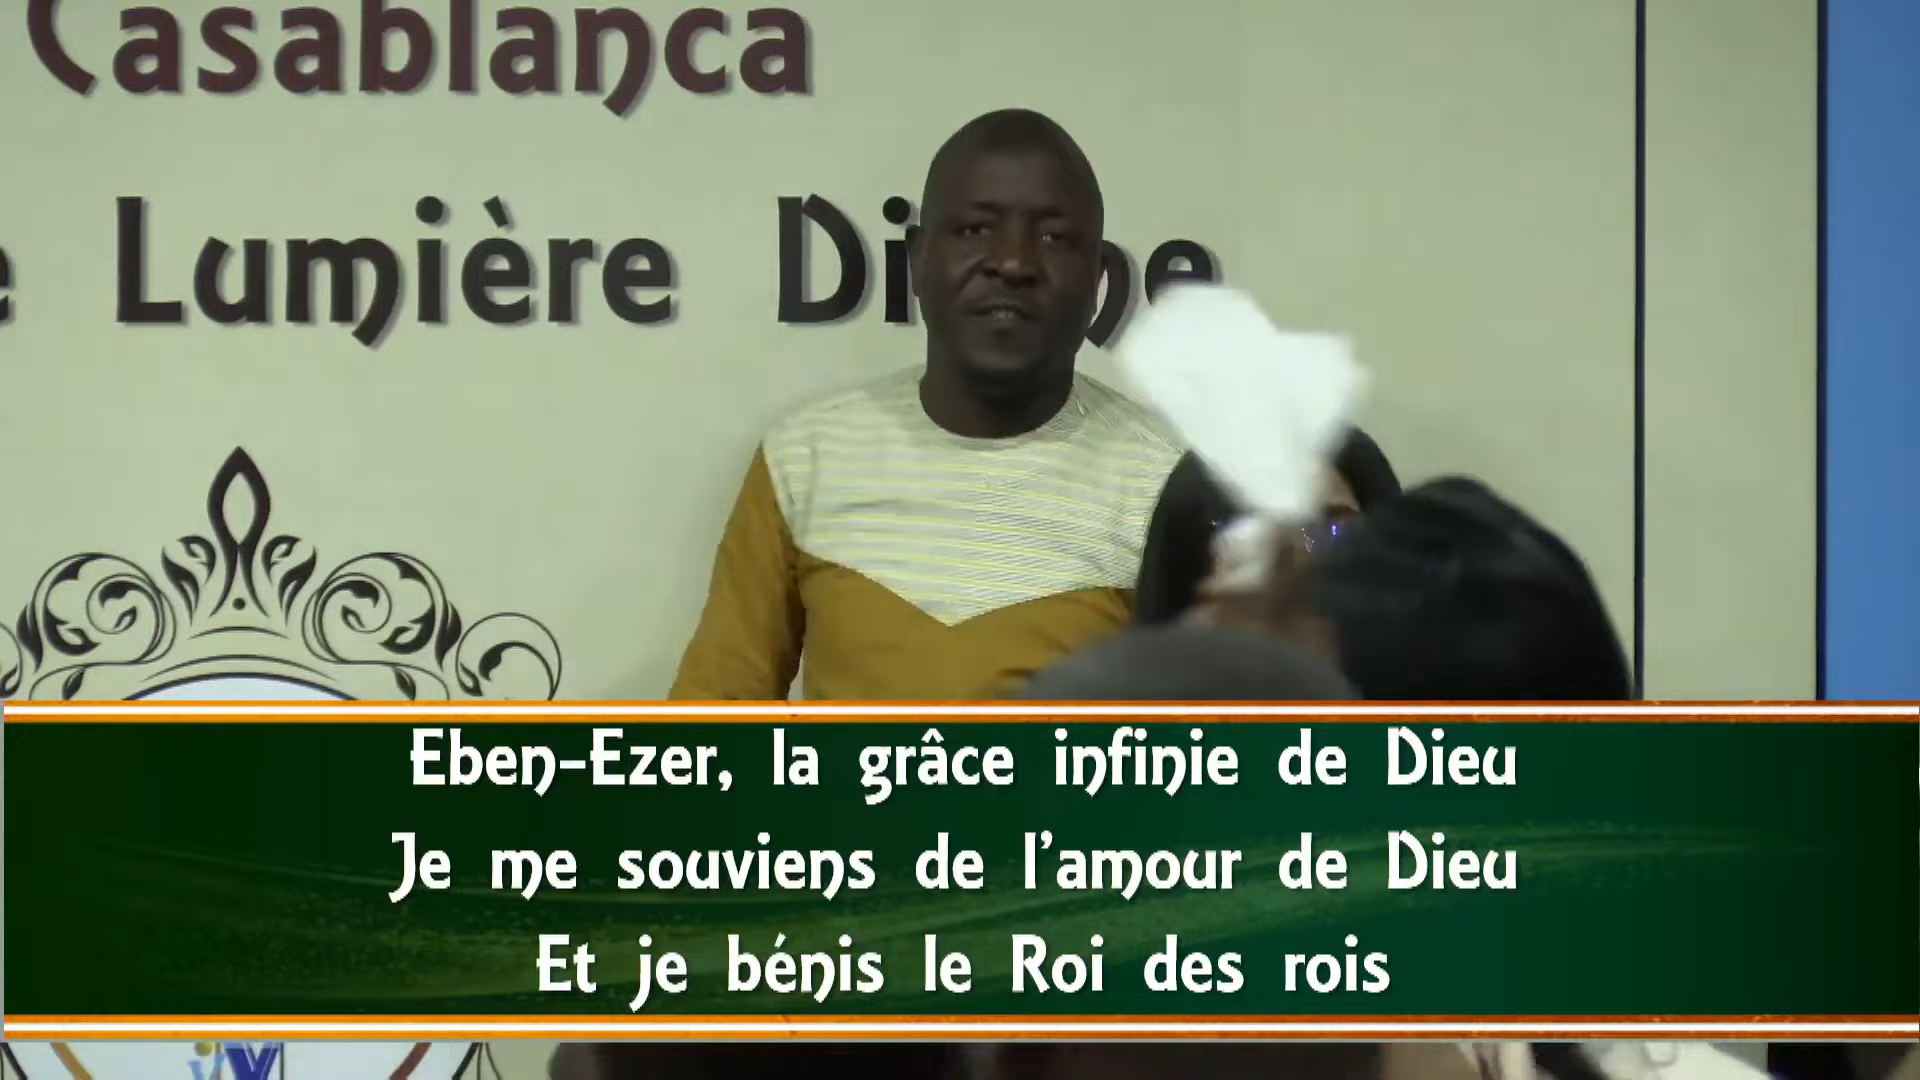 Casablanca
Lumière
Eben-Ezer, la grâce infinie de Dieu
Je me souviens de l'amour de Dieu
Et je bénis le Roi des rois